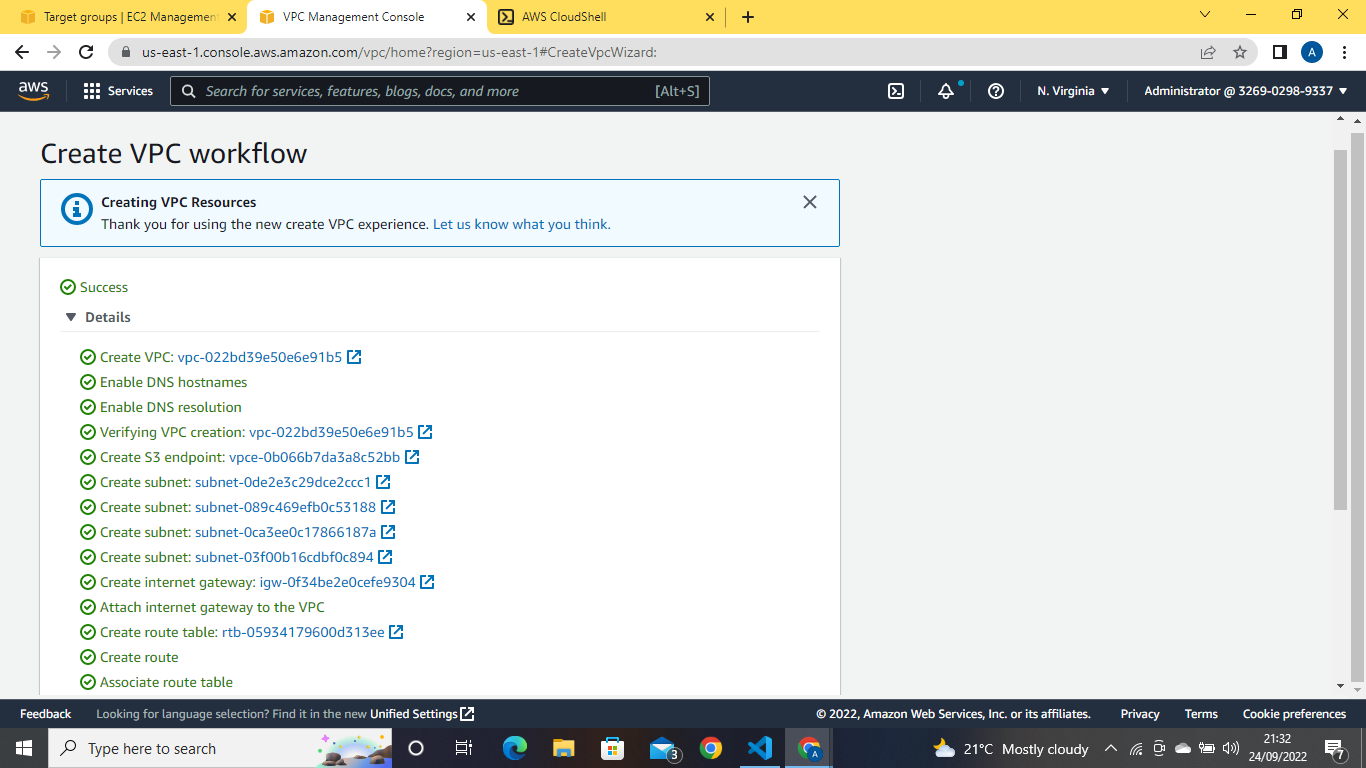 Target groups | EC2 Management
VPC Management Console
AWS CloudShell
us-east-1.console.aws.amazon.com/vpc/home?region=us-east-1#CreateVpcWizard:
A
aws
Services
Search for services, features, blogs, docs, and more
[Alt+S]
N. Virginia
Administrator @ 3269-0298-9337
Create VPC workflow
Creating VPC Resources
Thank you for using the new create VPC experience. Let us know what you think.
Success
Details
Create VPC: vpc-022bd39e50e6e91b5
Enable DNS hostnames
Enable DNS resolution
Verifying VPC creation: vpc-022bd39e50e6e91b5
Create S3 endpoint: vpce-0b066b7da3a8c52bb
Create subnet: subnet-0de2e3c29dce2ccc1
Create subnet: subnet-089c469efb0c53188
Create subnet: subnet-0ca3ee0c17866187a
Create subnet: subnet-03f00b16cdbf0c894
Create internet gateway: igw-0f34be2e0cefe9304
Attach internet gateway to the VPC
Create route table: rtb-05934179600d313ee
Create route
Associate route table
Feedback
Looking for language selection? Find it in the new Unified Settings
© 2022, Amazon Web Services, Inc. or its affiliates.
Privacy
Terms
Cookie preferences
Type here to search
3
A
21°C Mostly cloudy
21:32
24/09/2022
7